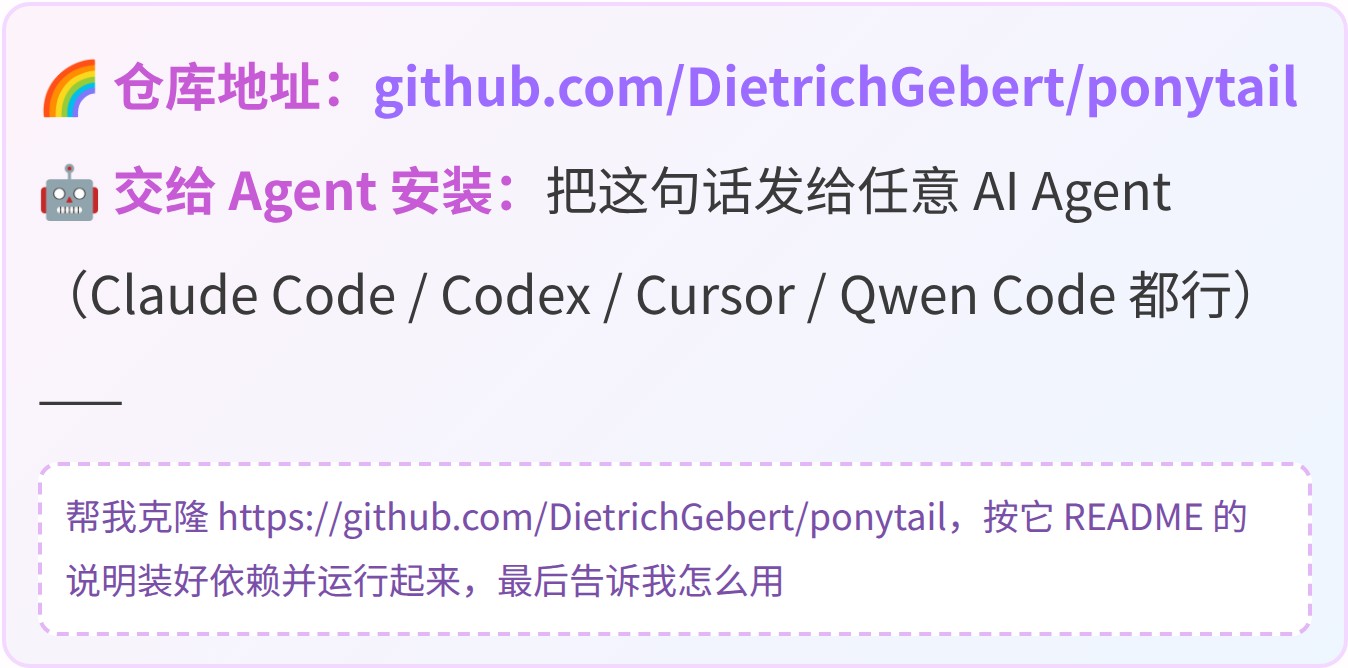 🌈 仓库地址：github.com/DietrichGebert/ponytail
🤖 交给 Agent 安装：把这句话发给任意 AI Agent
（Claude Code / Codex / Cursor / Qwen Code 都行）
——
帮我克隆 https://github.com/DietrichGebert/ponytail，按它 README 的
说明装好依赖并运行起来，最后告诉我怎么用